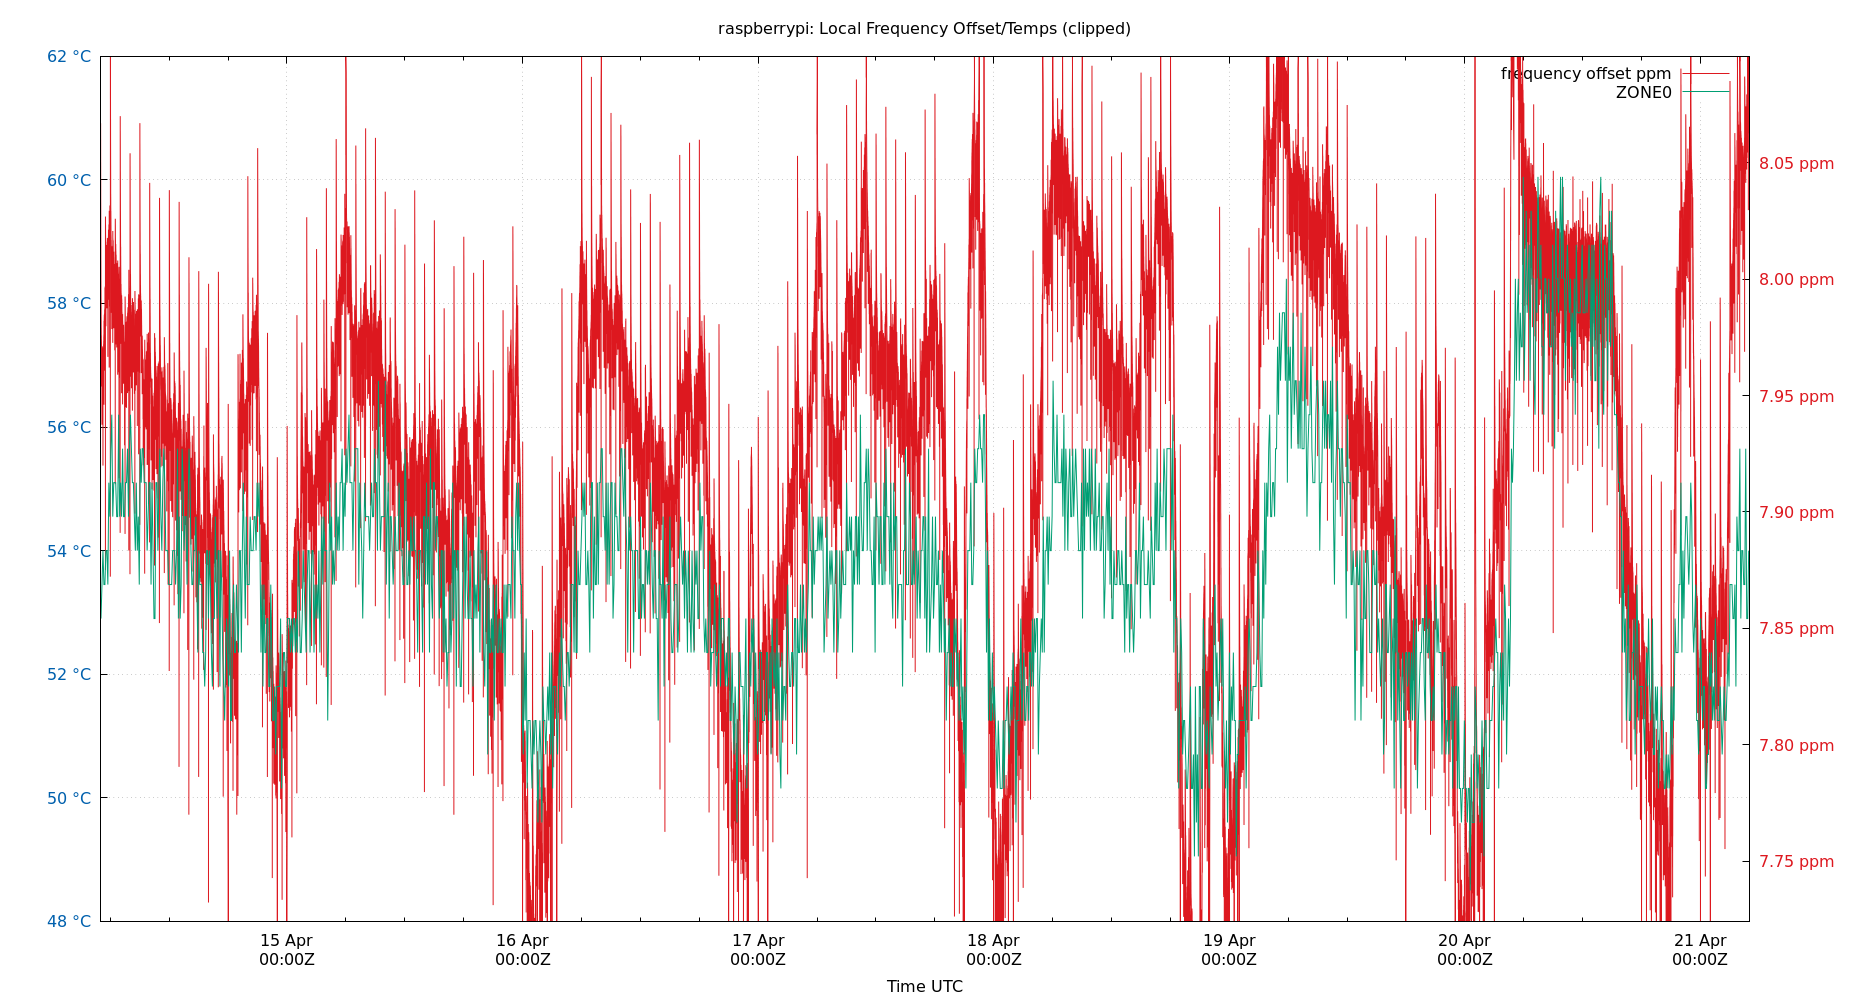 raspberrypi: Local Frequency Offset/Temps (clipped)
62 °C
60 °C
58 °C
56 °C
54 °C
52 °C
50 °C
48 °C
frequency offset ppm
ZONE0
8.05 ppm
8.00 ppm
7.95 ppm
7.90 ppm
7.85 ppm
7.80 ppm
7.75 ppm
15 Apr 16 Apr 17 Apr 18 Apr 19 Apr 20 Apr 21 Apr
00:00Z 00:00Z 00:00Z 00:00Z 00:00Z 00:00Z 00:00Z
Time UTC